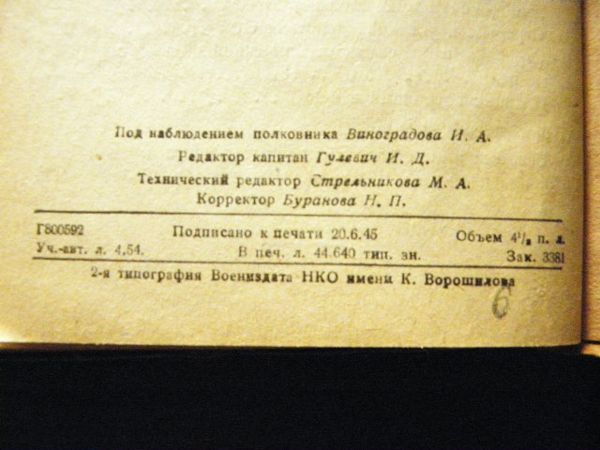 Под наблюдением полковника Виноградова И. А.
Редактор капитан Гулевич И. Д.
Технический редактор Стрельникова М. А.
Корректор Буранова Н. П.
Г800592 Подписано к печати 20.6.45 Объем 4¹/₂ п. л.
Уч.-авт. л. 4,54. В печ. л. 44.640 тип. зн. Зак. 3381
2-я типография Воениздата НКО имени К. Ворошилова
6